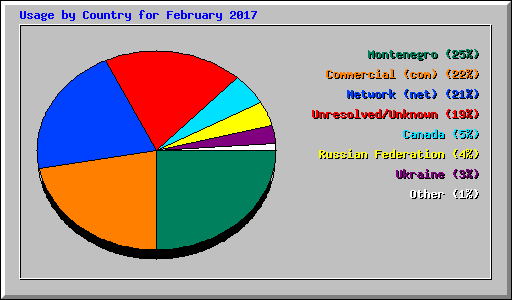 Usage by Country for February 2017
Montenegro (25%)
Commercial (com) (22%)
Network (net) (21%)
Unresolved/Unknown (19%)
Canada (5%)
Russian Federation (4%)
Ukraine (3%)
Other (1%)